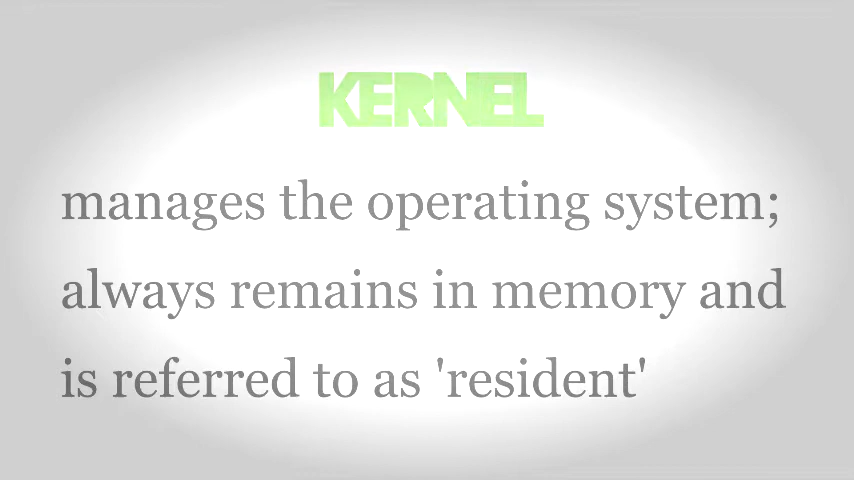 KERNEL
manages the operating system;
always remains in memory and
is referred to as 'resident'